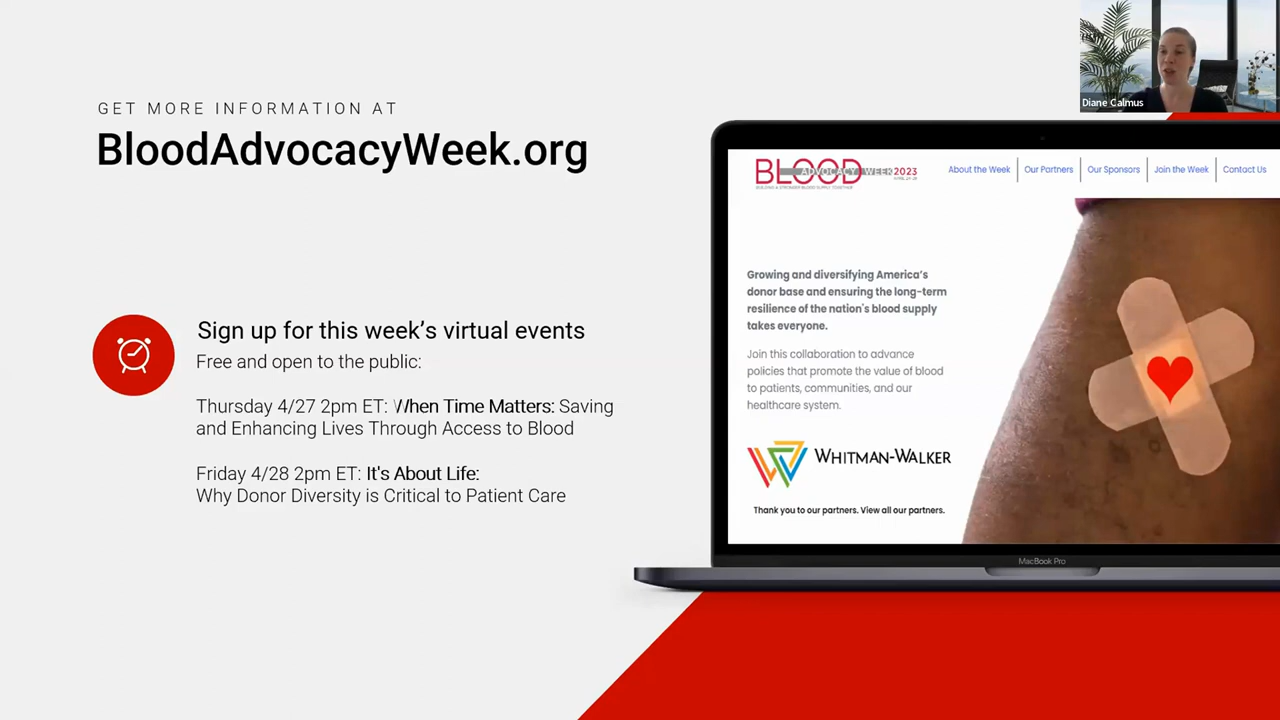 GET MORE INFORMATION AT
BloodAdvocacyWeek.org
Sign up for this week's virtual events
Free and open to the public:
Thursday 4/27 2pm ET: When Time Matters: Saving
and Enhancing Lives Through Access to Blood
Friday 4/28 2pm ET: It's About Life:
Why Donor Diversity is Critical to Patient Care
Diane Calmus
BLOOD
ADVOCACY WEEK 2023
BUILDING A STRONGER BLOOD SUPPLY TOGETHER
About the Week
Our Partners
Our Sponsors
Join the Week
Contact Us
Growing and diversifying America's
donor base and ensuring the long-term
resilience of the nation's blood supply
takes everyone.
Join this collaboration to advance
policies that promote the value of blood
to patients, communities, and our
healthcare system.
WHITMAN-WALKER
Thank you to our partners. View all our partners.
MacBook Pro